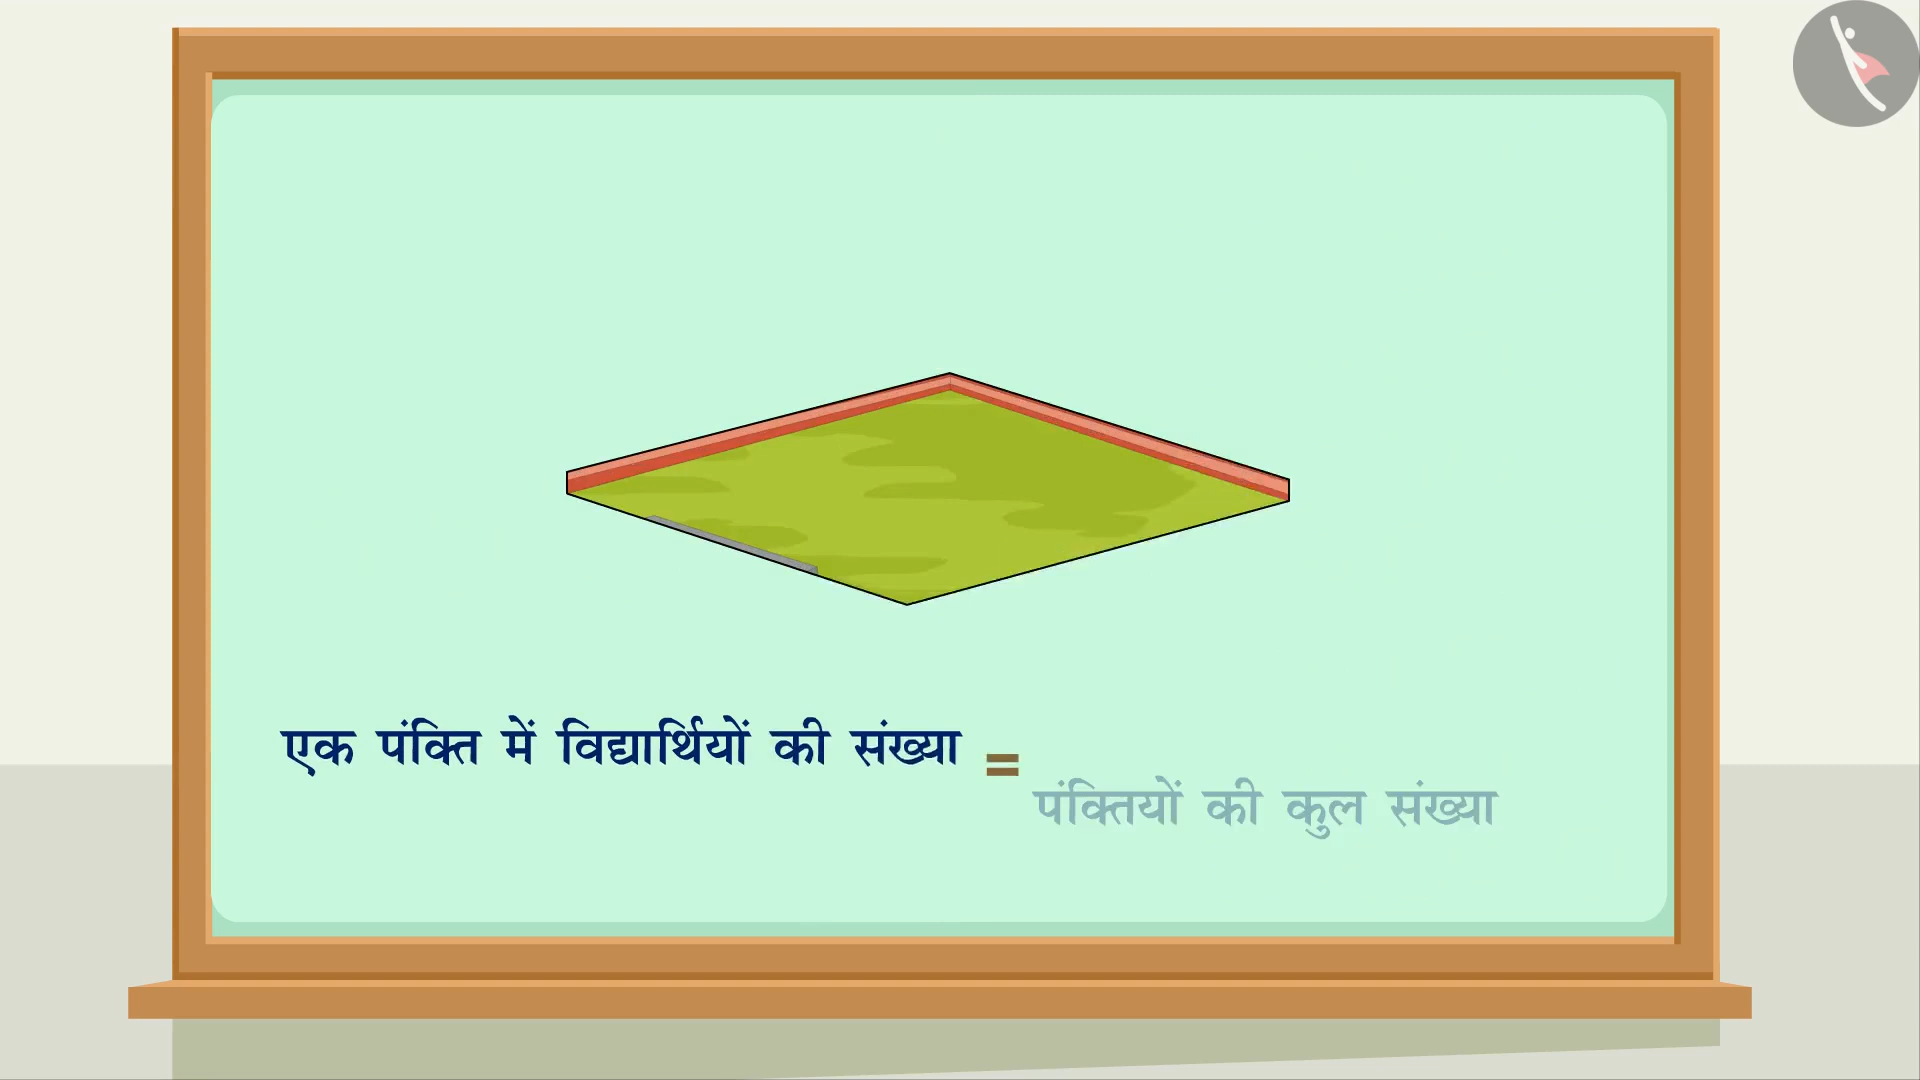 एक पंक्ति में विद्यार्थियों की संख्या =
पंक्तियों की कुल संख्या